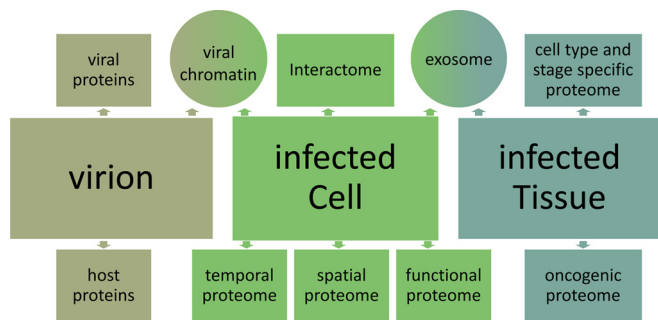 viral
proteins
viral
chromatin
Interactome
exosome
cell type and
stage specific
proteome
virion
infected
Cell
infected
Tissue
host
proteins
temporal
proteome
spatial
proteome
functional
proteome
oncogenic
proteome